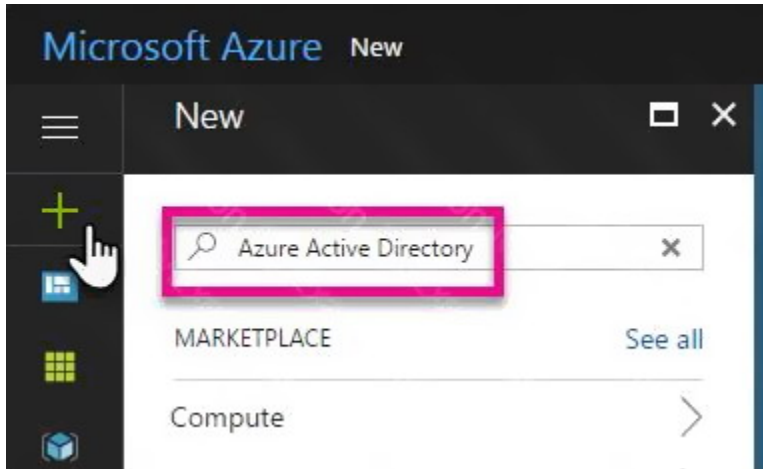 Microsoft Azure New
New
Azure Active Directory
MARKETPLACE See all
Compute